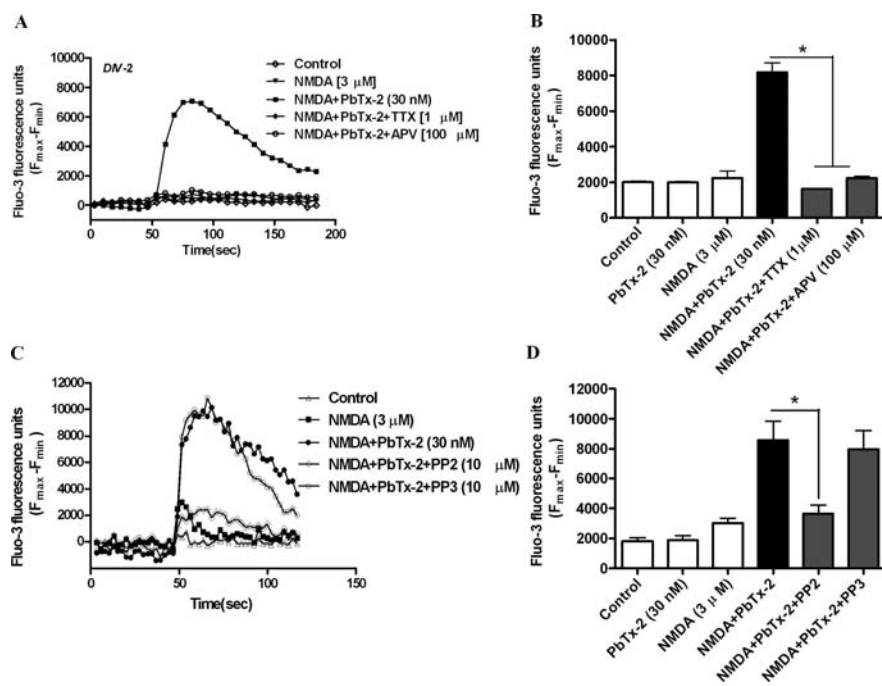 A
DIV-2
Fluo-3 fluorescence units
(Fmax-Fmin)
10000
8000
6000
4000
2000
0
0
50
100
150
200
Time(sec)
Control
NMDA [3 μM]
NMDA+PbTx-2 (30 nM)
NMDA+PbTx-2+TTX [1 μM]
NMDA+PbTx-2+APV [100 μM]
B
Fluo-3 fluorescence units
(Fmax-Fmin)
10000
8000
6000
4000
2000
0
*
Control
PbTx-2 (30 nM)
NMDA (3 μM)
NMDA+PbTx-2 (30 nM)
NMDA+PbTx-2+TTX (1μM)
NMDA+PbTx-2+APV (100 μM)
C
Fluo-3 fluorescence units
(Fmax-Fmin)
12000
10000
8000
6000
4000
2000
0
50
100
150
Time(sec)
Control
NMDA (3 μM)
NMDA+PbTx-2 (30 nM)
NMDA+PbTx-2+PP2 (10 μM)
NMDA+PbTx-2+PP3 (10 μM)
D
Fluo-3 fluorescence units
(Fmax-Fmin)
12000
10000
8000
6000
4000
2000
0
*
Control
PbTx-2 (30 nM)
NMDA (3 μ M)
NMDA+PbTx-2
NMDA+PbTx-2+PP2
NMDA+PbTx-2+PP3